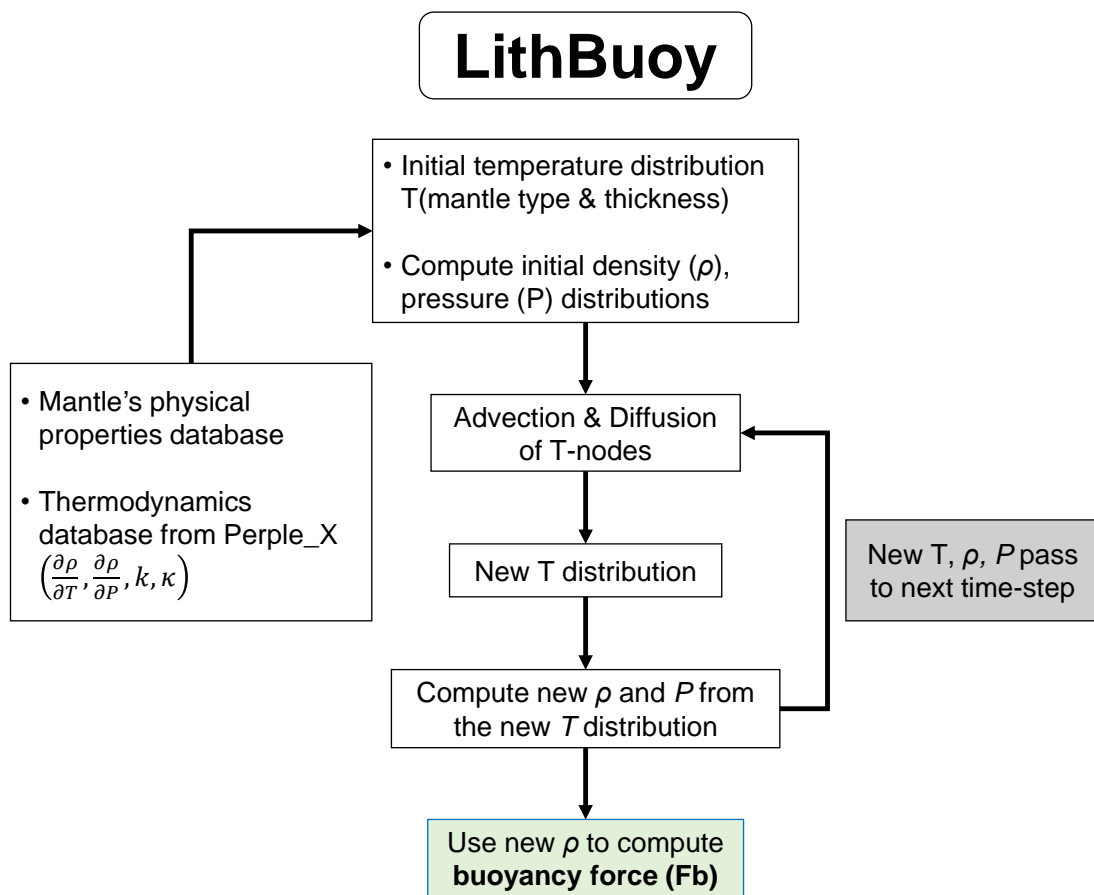 LithBuoy
• Initial temperature distribution
T(mantle type & thickness)
• Compute initial density (ρ),
pressure (P) distributions
• Mantle’s physical
properties database
• Thermodynamics
database from Perple_X
(∂ρ/∂T, ∂ρ/∂P, k, κ)
Advection & Diffusion
of T-nodes
New T distribution
New T, ρ, P pass
to next time-step
Compute new ρ and P from
the new T distribution
Use new ρ to compute
buoyancy force (Fb)